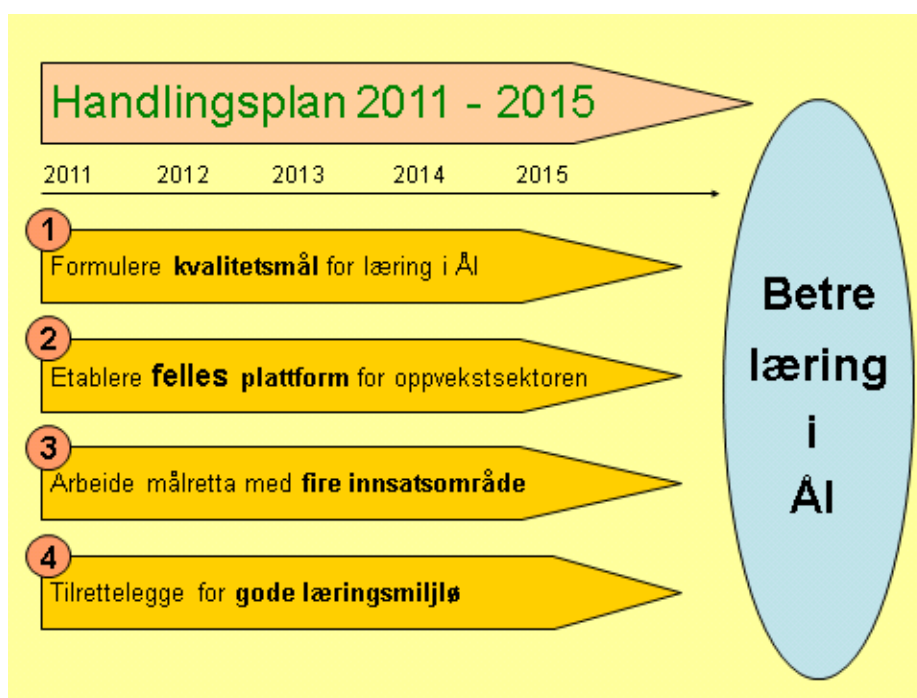 Handlingsplan 2011 - 2015
2011 2012 2013 2014 2015
1
Formulere kvalitetsmål for læring i Ål
2
Etablere felles plattform for oppvekstsektoren
3
Arbeide målretta med fire innsatsområde
4
Tilrettelegge for gode læringsmiljlø
Betre
læring
i
Ål